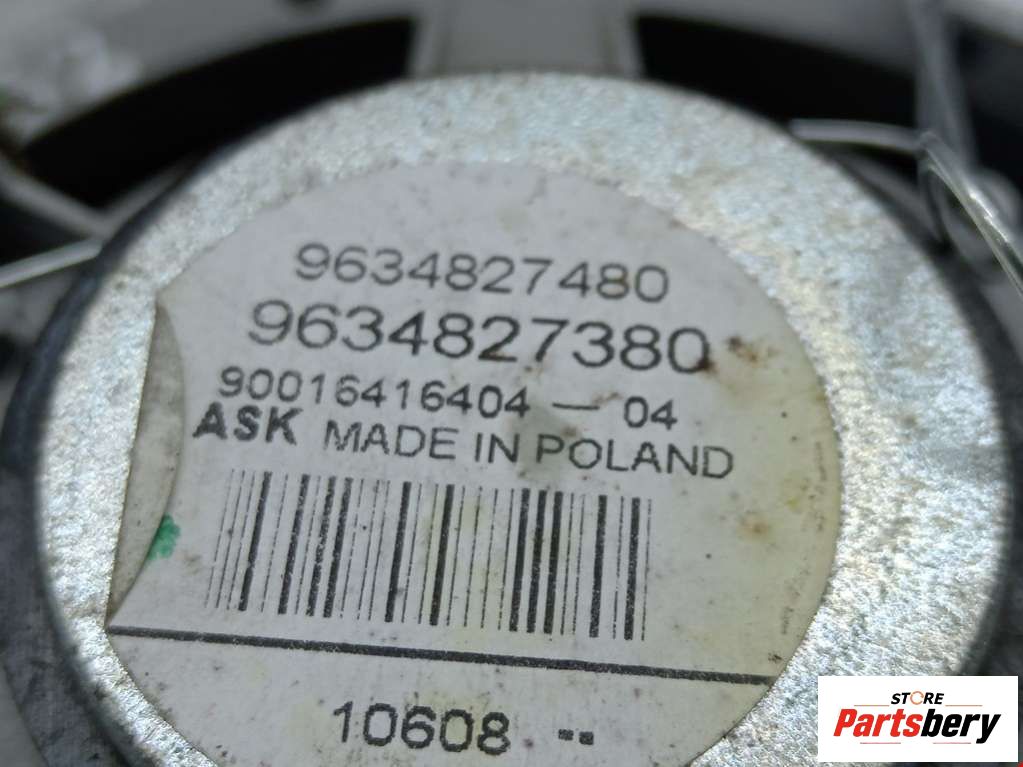 9634827480
9634827380
90016416404 — 04
ASK MADE IN POLAND
10608 --
STORE
Partsbery